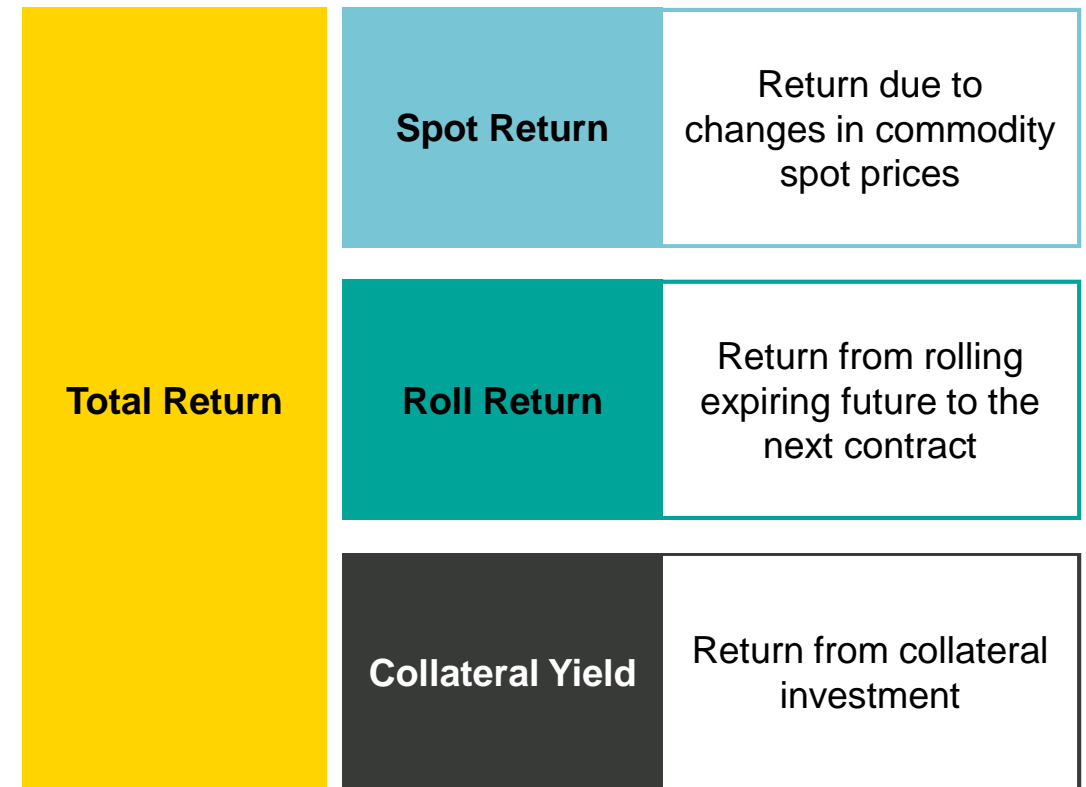 Total Return
Spot Return
Return due to
changes in commodity
spot prices
Roll Return
Return from rolling
expiring future to the
next contract
Collateral Yield
Return from collateral
investment